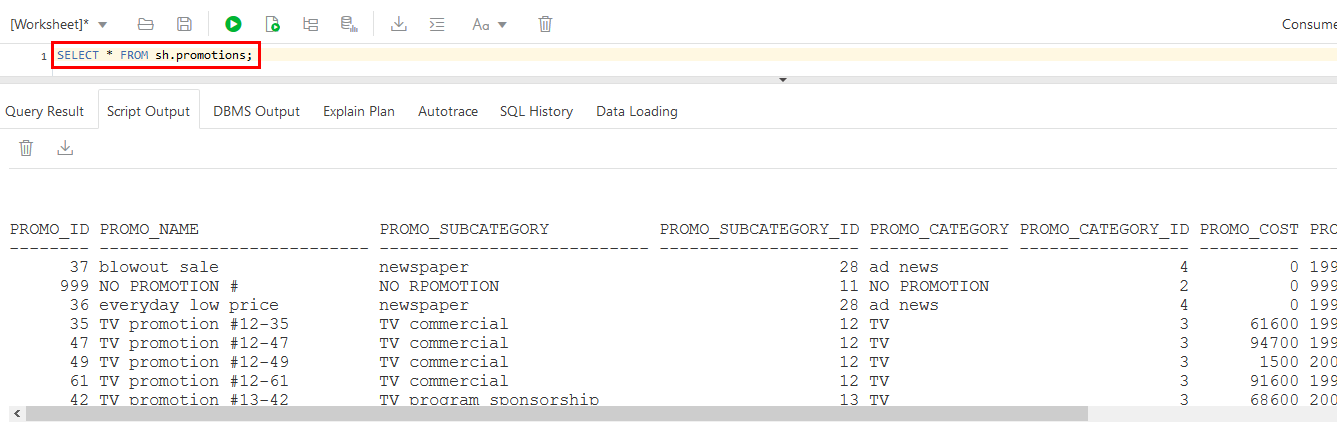 [Worksheet]* Aa Consume
1 SELECT * FROM sh.promotions;
Query Result Script Output DBMS Output Explain Plan Autotrace SQL History Data Loading
PROMO_ID PROMO_NAME PROMO_SUBCATEGORY PROMO_SUBCATEGORY_ID PROMO_CATEGORY PROMO_CATEGORY_ID PROMO_COST PRO
37 blowout sale newspaper 28 ad news 4 0 199
999 NO PROMOTION # NO RPOMOTION 11 NO PROMOTION 2 0 999
36 everyday low price newspaper 28 ad news 4 0 199
35 TV promotion #12-35 TV commercial 12 TV 3 61600 199
47 TV promotion #12-47 TV commercial 12 TV 3 94700 199
49 TV promotion #12-49 TV commercial 12 TV 3 1500 200
61 TV promotion #12-61 TV commercial 12 TV 3 91600 199
42 TV promotion #13-42 TV program sponsorship 13 TV 3 68600 200